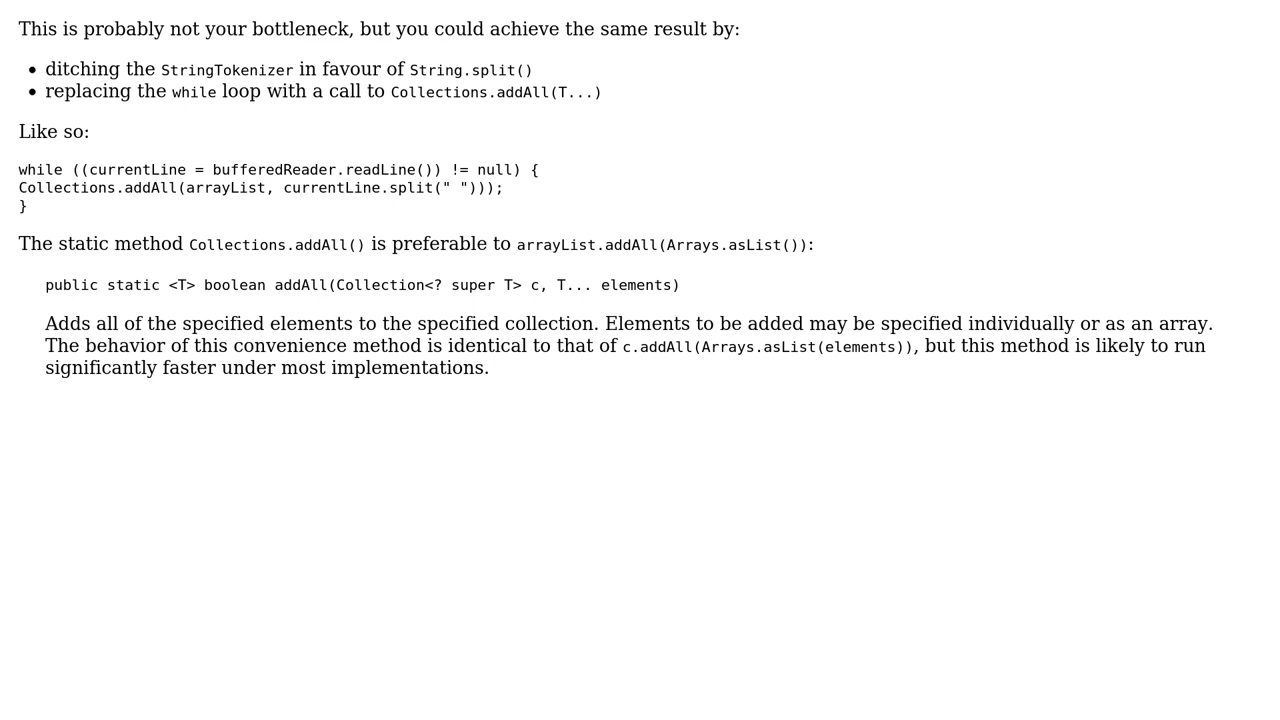 This is probably not your bottleneck, but you could achieve the same result by:
• ditching the StringTokenizer in favour of String.split()
• replacing the while loop with a call to Collections.addAll(T...)
Like so:
while ((currentLine = bufferedReader.readLine()) != null) {
Collections.addAll(arrayList, currentLine.split(" ")));
}
The static method Collections.addAll() is preferable to arrayList.addAll(Arrays.asList()):
public static <T> boolean addAll(Collection<? super T> c, T... elements)
Adds all of the specified elements to the specified collection. Elements to be added may be specified individually or as an array.
The behavior of this convenience method is identical to that of c.addAll(Arrays.asList(elements)), but this method is likely to run
significantly faster under most implementations.